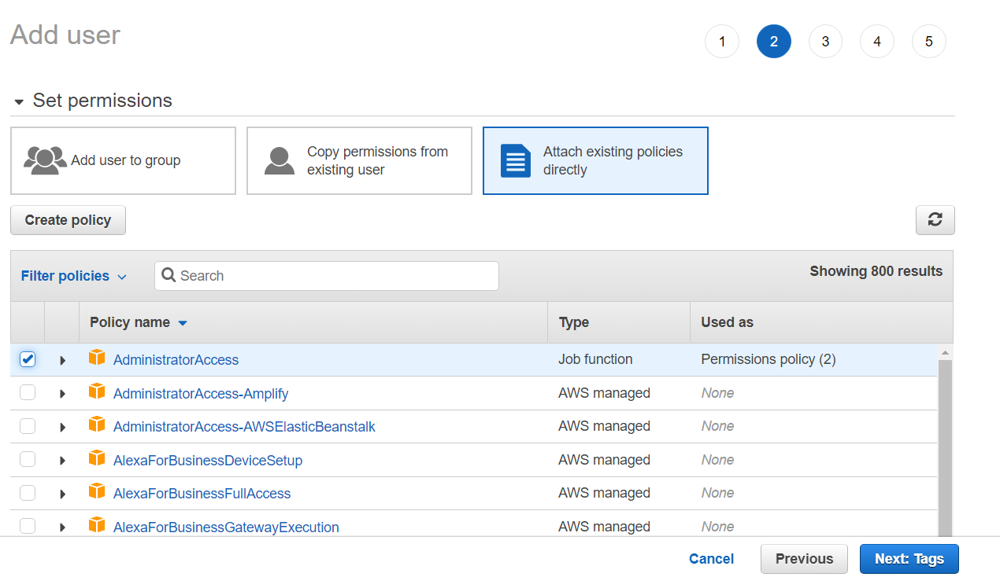 Add user
1 2 3 4 5
Set permissions
Add user to group
Copy permissions from
existing user
Attach existing policies
directly
Create policy
Filter policies
Search
Showing 800 results
Policy name Type Used as
AdministratorAccess Job function Permissions policy (2)
AdministratorAccess-Amplify AWS managed None
AdministratorAccess-AWSElasticBeanstalk AWS managed None
AlexaForBusinessDeviceSetup AWS managed None
AlexaForBusinessFullAccess AWS managed None
AlexaForBusinessGatewayExecution AWS managed None
Cancel Previous Next: Tags